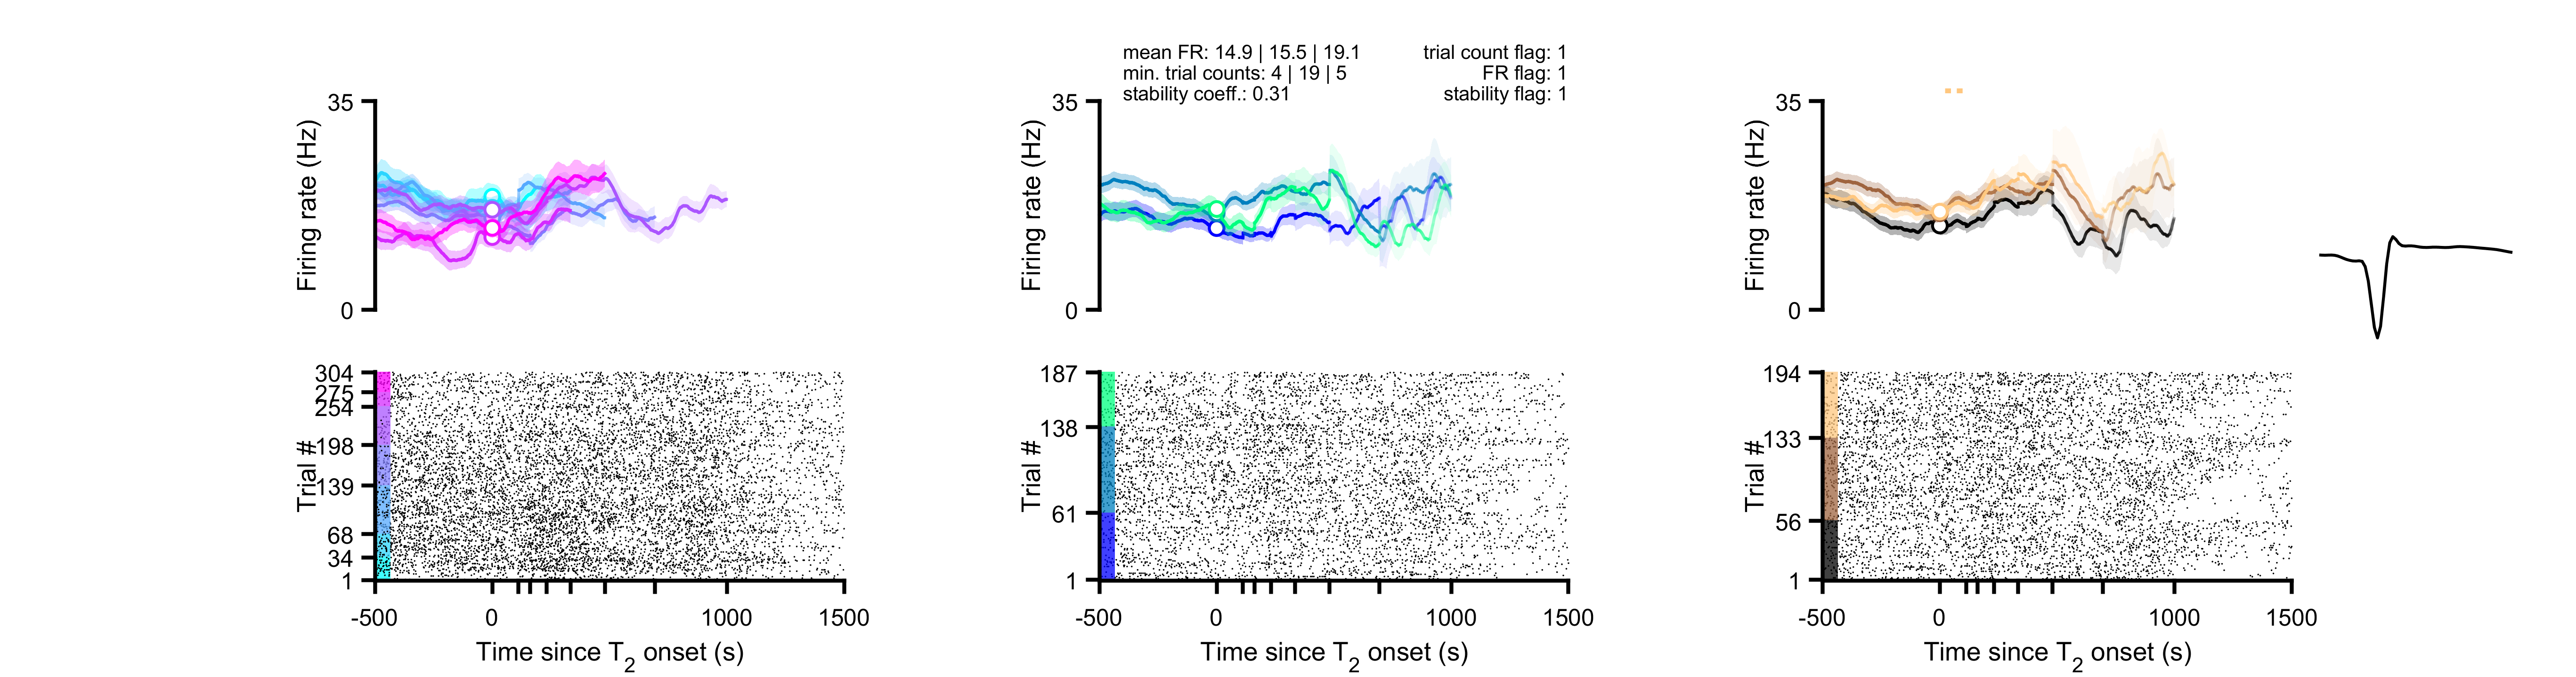 mean FR: 14.9 | 15.5 | 19.1
min. trial counts: 4 | 19 | 5
stability coeff.: 0.31
trial count flag: 1
FR flag: 1
stability flag: 1
35
Firing rate (Hz)
0
304
275
254
198
139
68
34
1
Trial #
-500
0
1000
1500
Time since T2 onset (s)
35
Firing rate (Hz)
0
187
138
61
1
Trial #
-500
0
1000
1500
Time since T2 onset (s)
35
Firing rate (Hz)
0
194
133
56
1
Trial #
-500
0
1000
1500
Time since T2 onset (s)